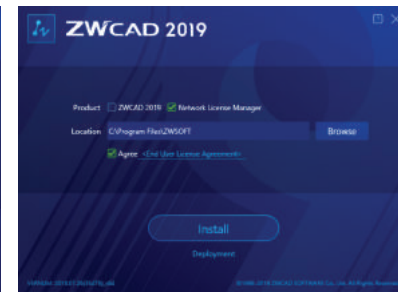 ZWCAD 2019
Product ZWCAD 2019 Network License Manager
Location C:\Program Files\ZWSOFT Browse
Agree <End User License Agreement>
Install
Deployment